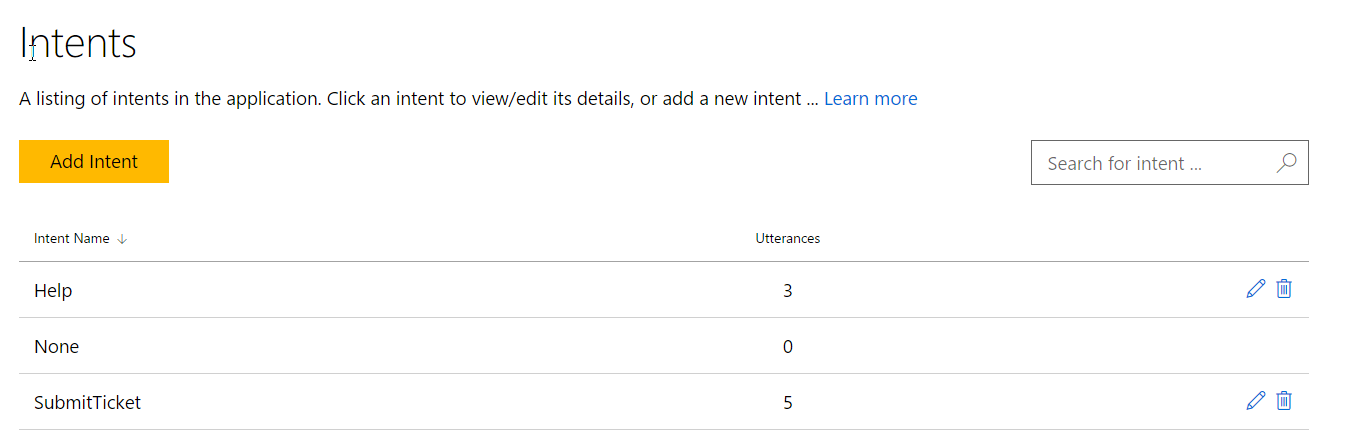 Intents
A listing of intents in the application. Click an intent to view/edit its details, or add a new intent ... Learn more
Add Intent
Search for intent ...
Intent Name ↓ Utterances
Help 3
None 0
SubmitTicket 5